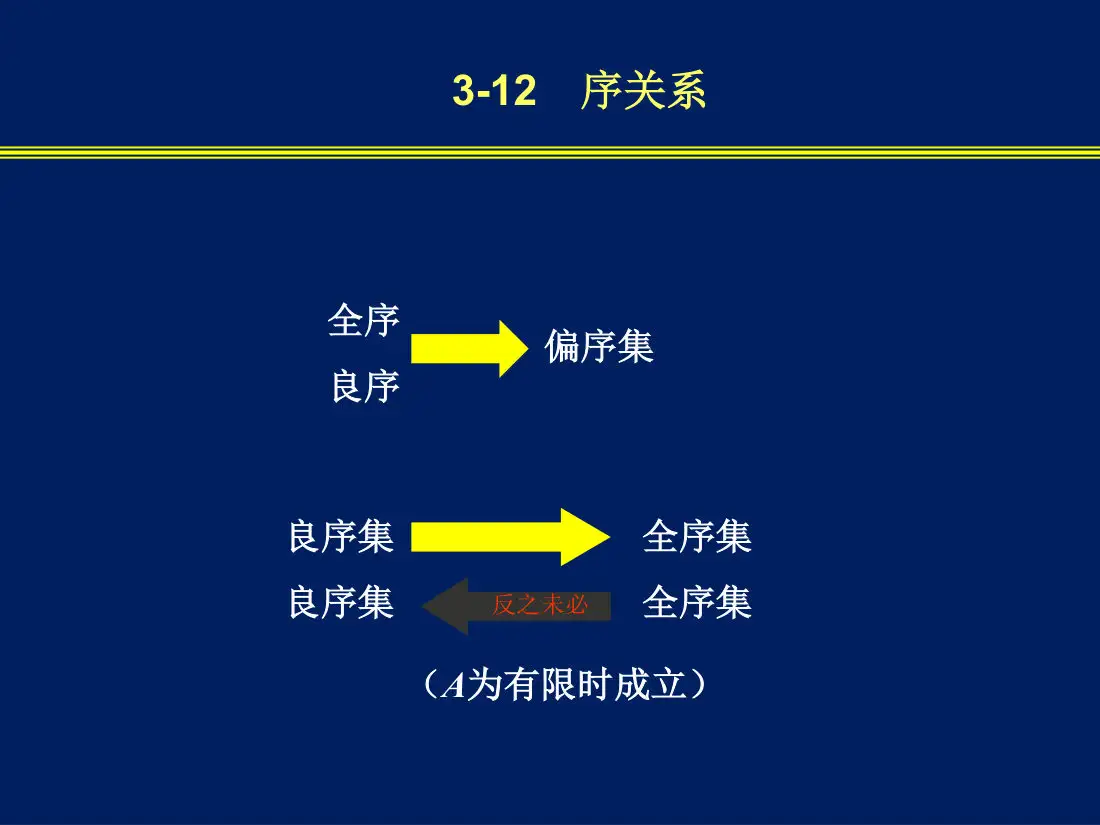 3-12 序关系
全序
良序
偏序集
良序集 全序集
良序集 反之未必 全序集
（A为有限时成立）